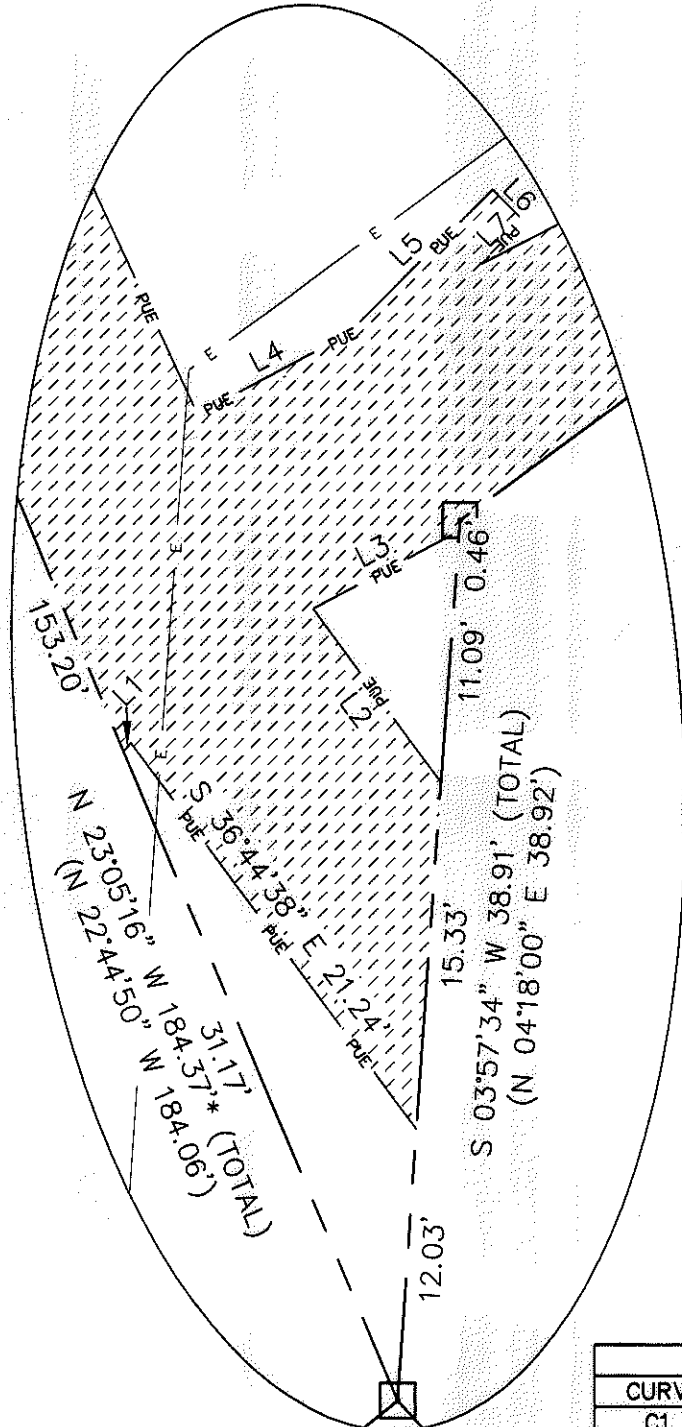 PUE
E
E
L5
PUE
L6
L7
PUE
L4
PUE
PUE
E
L3
PUE
153.20'
L1
E
L2
PUE
11.09' 0.46'
S 36°44'38" E 21.24'
PUE
PUE
PUE
31.17'
N 23°05'16" W 184.37'* (TOTAL)
(N 22°44'50" W 184.06')
15.33'
S 03°57'34" W 38.91' (TOTAL)
(N 04°18'00" E 38.92')
12.03'
CURV
C1